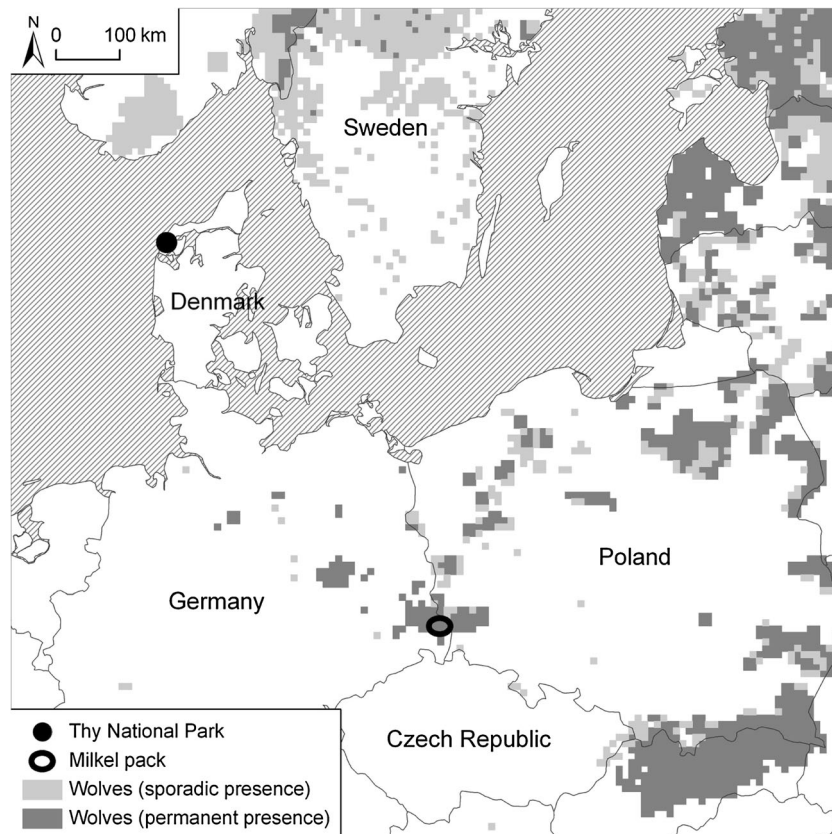 N
0
100 km
Sweden
Denmark
Poland
Germany
Czech Republic
Thy National Park
Milkel pack
Wolves (sporadic presence)
Wolves (permanent presence)